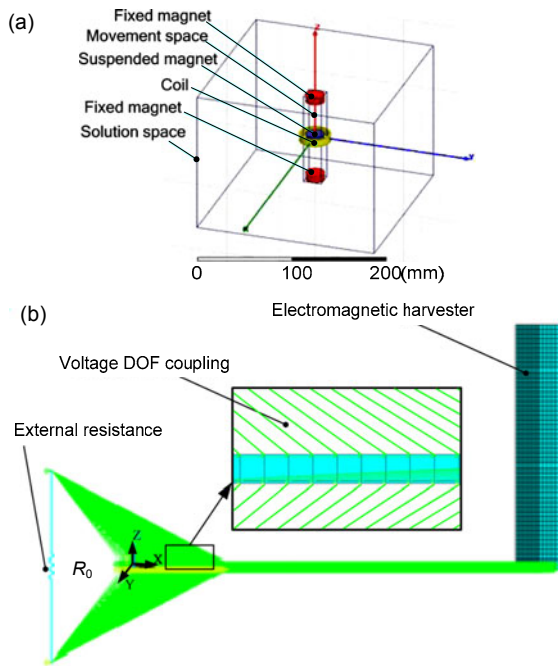 (a)
Fixed magnet
Movement space
Suspended magnet
Coil
Fixed magnet
Solution space
Z
Y
0 100 200(mm)
(b)
Electromagnetic harvester
Voltage DOF coupling
External resistance
R0
Z
X
Y